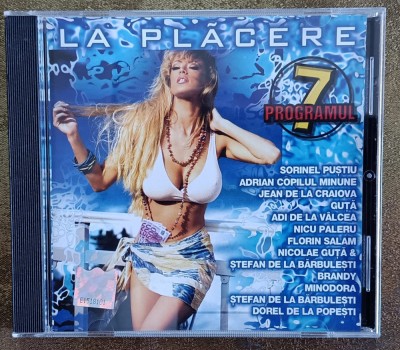 LA PLĂCERE
7
PROGRAMUL
SORINEL PUȘTIU
ADRIAN COPILUL MINUNE
JEAN DE LA CRAIOVA
GUȚĂ
ADI DE LA VÂLCEA
NICU PALERU
FLORIN SALAM
NICOLAE GUȚĂ &
ȘTEFAN DE LA BĂRBULEȘTI
BRANDY
MINODORA
ȘTEFAN DE LA BĂRBULEȘTI
DOREL DE LA POPEȘTI